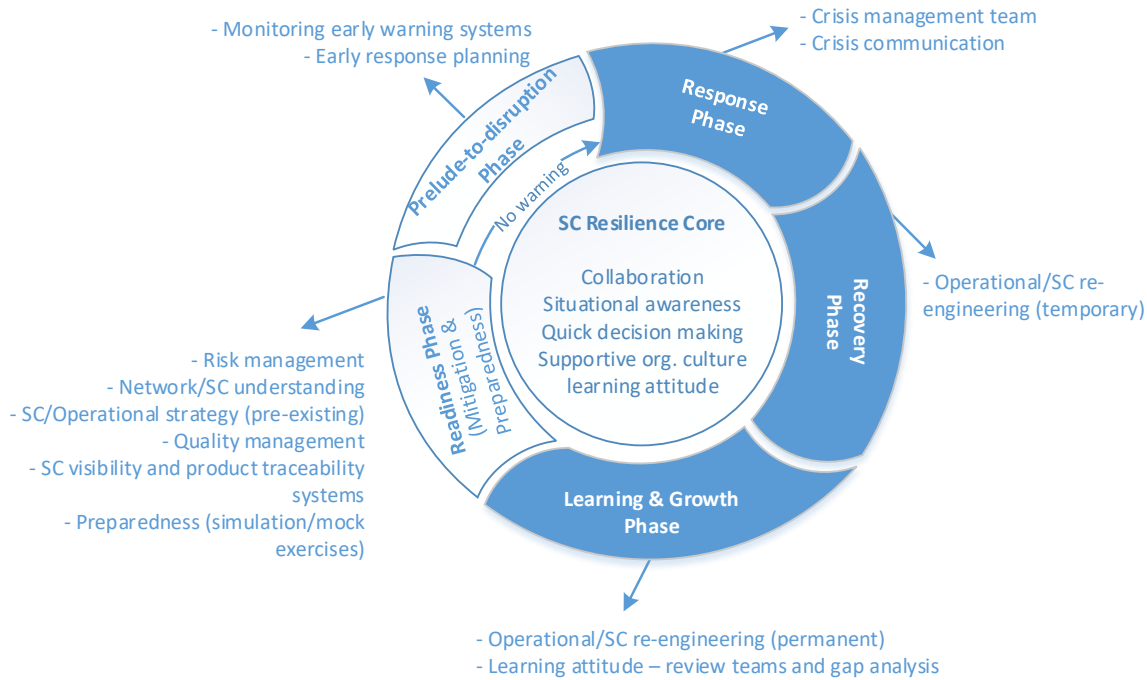 - Monitoring early warning systems
- Early response planning
- Crisis management team
- Crisis communication
Prelude-to-disruption
Phase
Response
Phase
No warning
SC Resilience Core
Collaboration
Situational awareness
Quick decision making
Supportive org. culture
learning attitude
Recovery
Phase
- Operational/SC re-
engineering (temporary)
Readiness Phase
(Mitigation &
Preparedness)
- Risk management
- Network/SC understanding
- SC/Operational strategy (pre-existing)
- Quality management
- SC visibility and product traceability
systems
- Preparedness (simulation/mock
exercises)
Learning & Growth
Phase
- Operational/SC re-engineering (permanent)
- Learning attitude – review teams and gap analysis